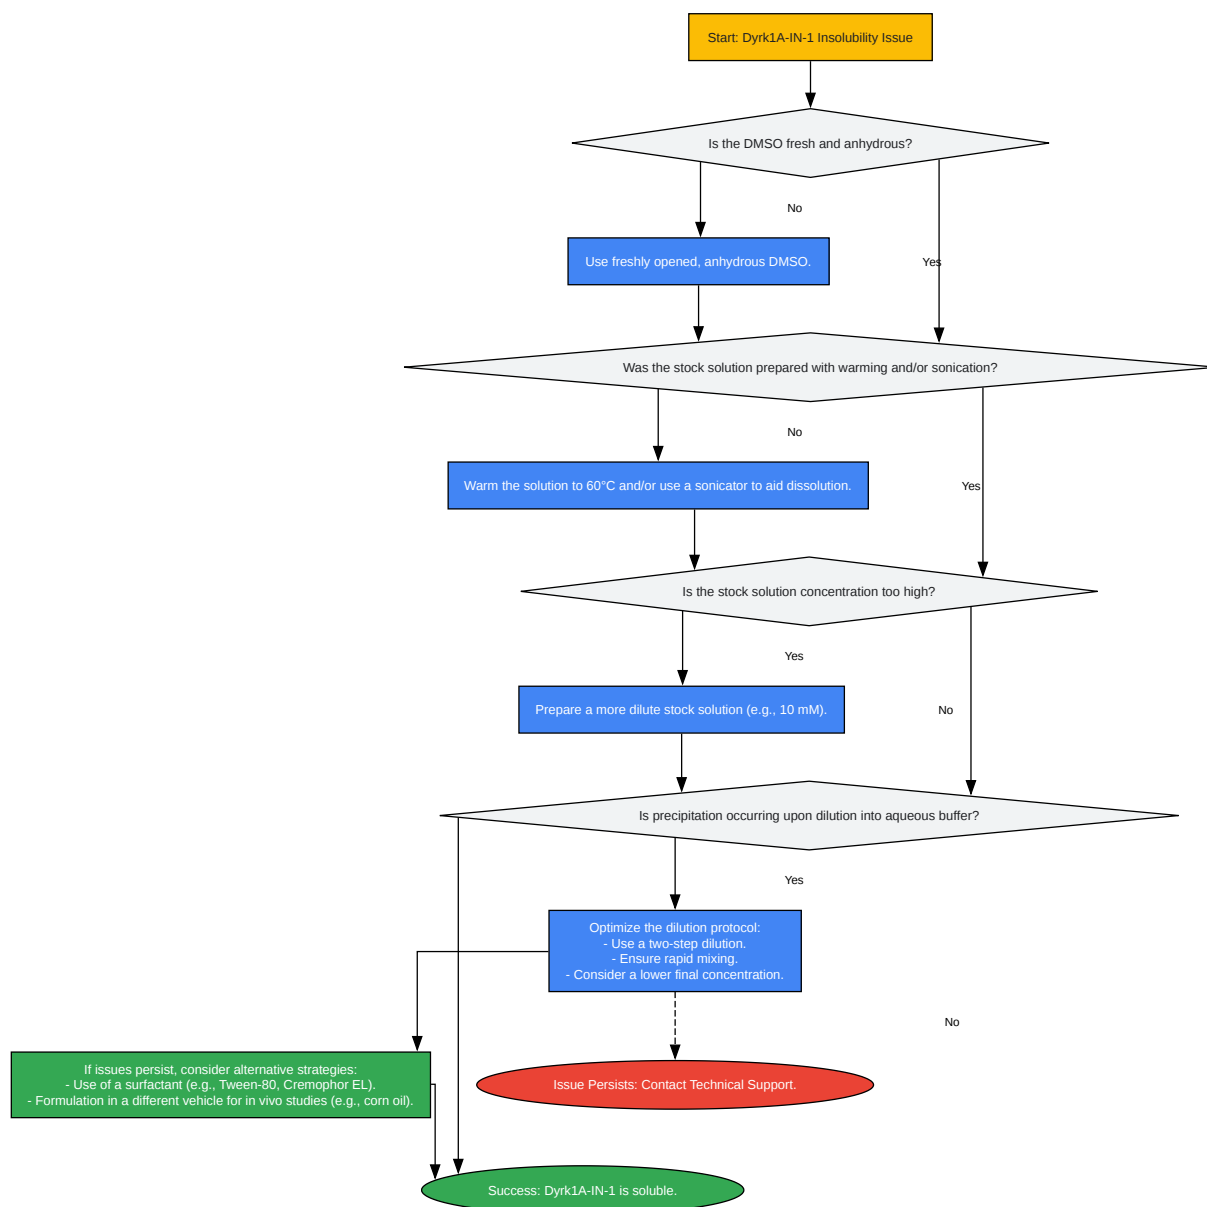 Start: Dyrk1A-IN-1 Insolubility Issue
Is the DMSO fresh and anhydrous?
No
Use freshly opened, anhydrous DMSO.
Yes
Was the stock solution prepared with warming and/or sonication?
No
Warm the solution to 60°C and/or use a sonicator to aid dissolution.
Yes
Is the stock solution concentration too high?
Yes
Prepare a more dilute stock solution (e.g., 10 mM).
No
Is precipitation occurring upon dilution into aqueous buffer?
Yes
Optimize the dilution protocol:
- Use a two-step dilution.
- Ensure rapid mixing.
- Consider a lower final concentration.
No
If issues persist, consider alternative strategies:
- Use of a surfactant (e.g., Tween-80, Cremophor EL).
- Formulation in a different vehicle for in vivo studies (e.g., corn oil).
Issue Persists: Contact Technical Support.
Success: Dyrk1A-IN-1 is soluble.